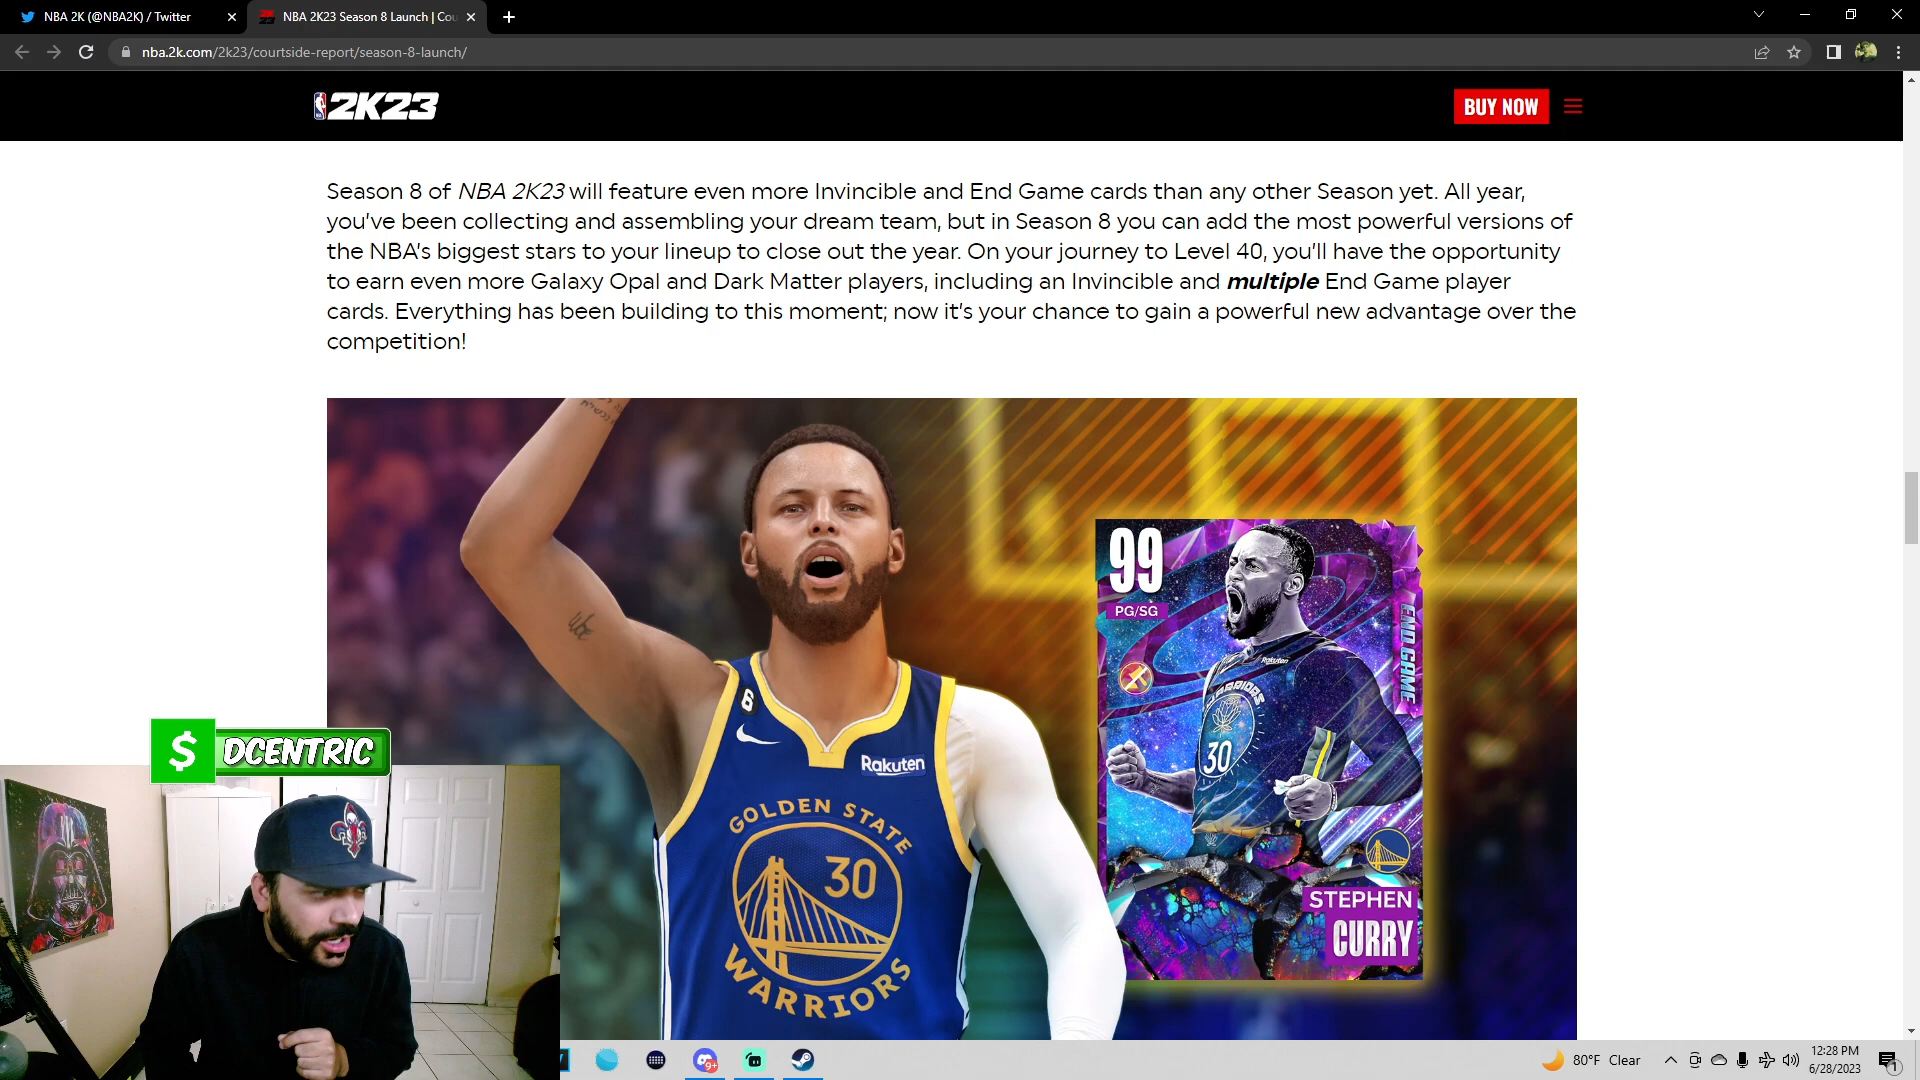 NBA 2K (@NBA2K) / Twitter
NBA 2K23 Season 8 Launch | Cou
nba.2k.com/2k23/courtside-report/season-8-launch/
2K23
BUY NOW
Season 8 of NBA 2K23 will feature even more Invincible and End Game cards than any other Season yet. All year,
you've been collecting and assembling your dream team, but in Season 8 you can add the most powerful versions of
the NBA's biggest stars to your lineup to close out the year. On your journey to Level 40, you'll have the opportunity
to earn even more Galaxy Opal and Dark Matter players, including an Invincible and multiple End Game player
cards. Everything has been building to this moment; now it's your chance to gain a powerful new advantage over the
competition!
99
PG/SG
END GAME
Rakuten
WARRIORS
30
STEPHEN
CURRY
6
Rakuten
GOLDEN STATE
30
WARRIORS
$ DCENTRIC
9+
80°F Clear
12:28 PM
6/28/2023
1